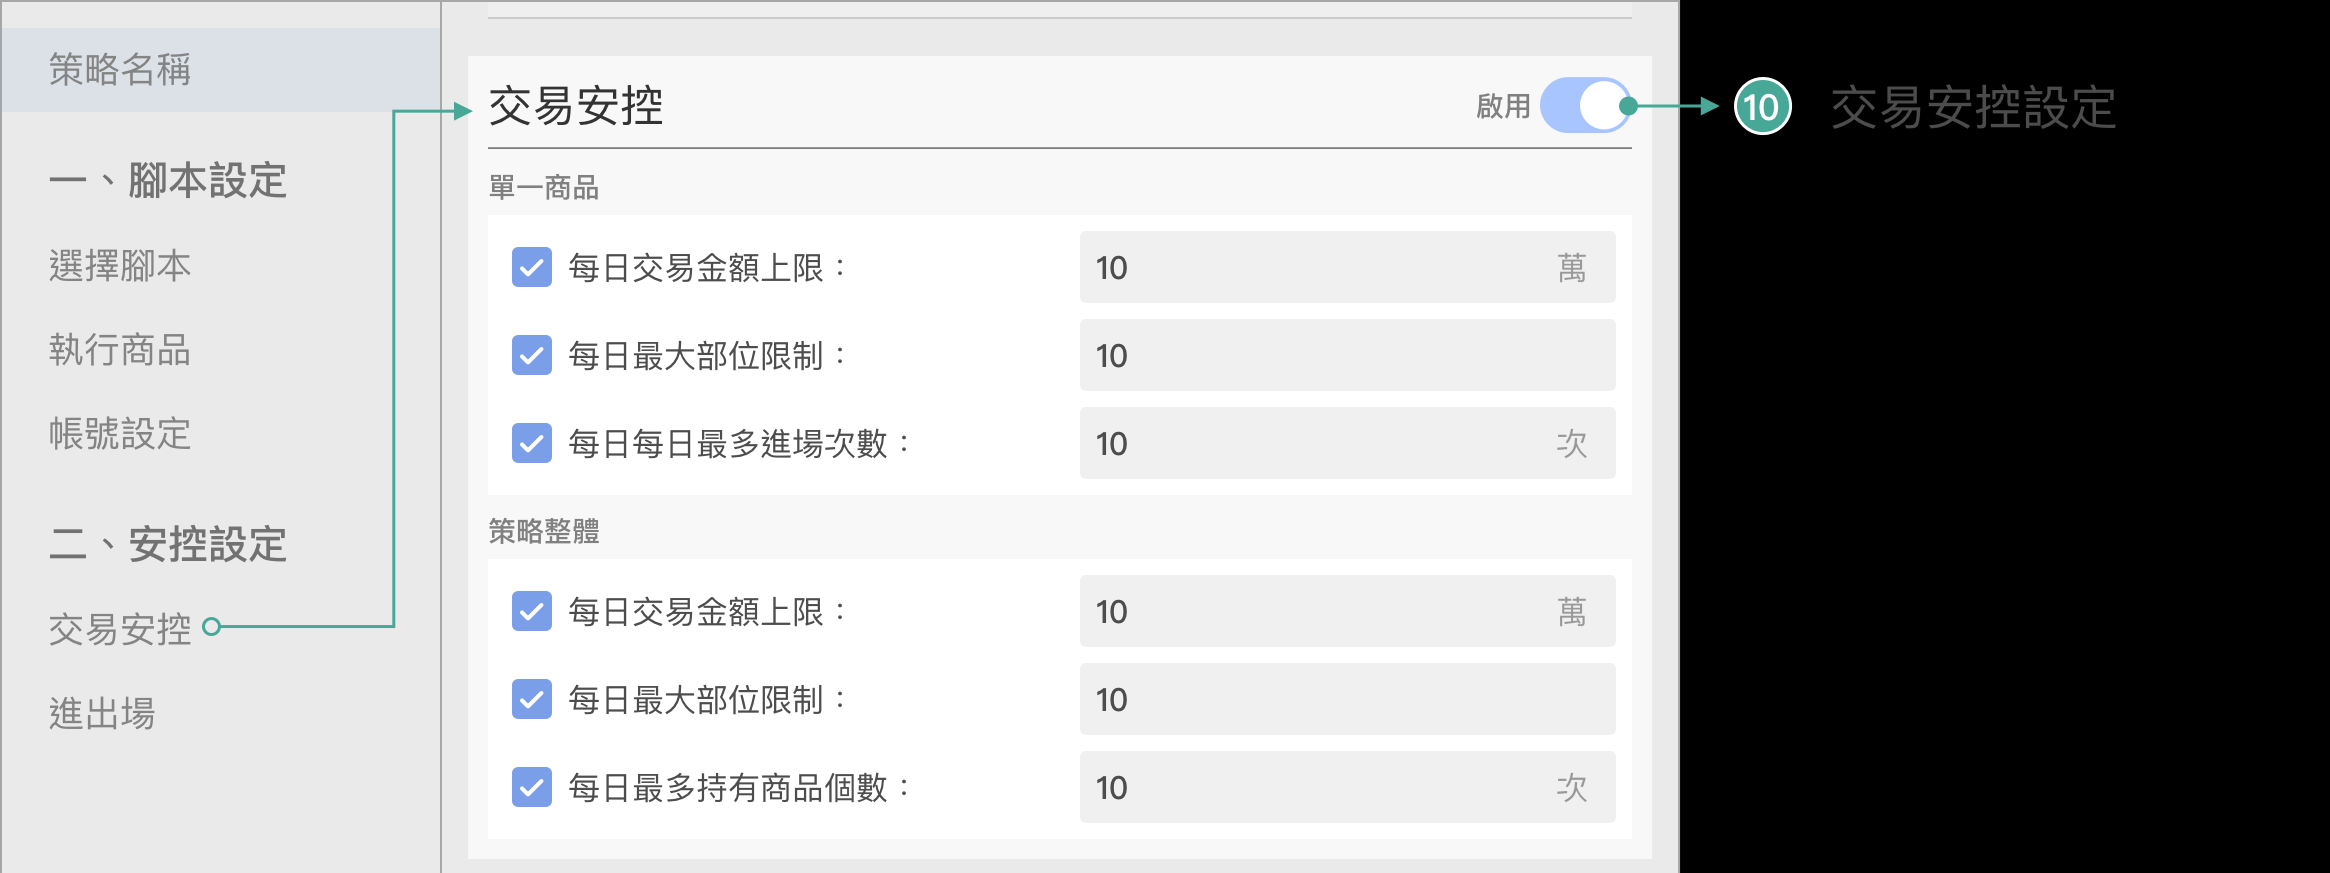 策略名稱
一、腳本設定
選擇腳本
執行商品
帳號設定
二、安控設定
交易安控
進出場
交易安控
啟用
10 交易安控設定
單一商品
每日交易金額上限： 10 萬
每日最大部位限制： 10
每日每日最多進場次數： 10 次
策略整體
每日交易金額上限： 10 萬
每日最大部位限制： 10
每日最多持有商品個數： 10 次